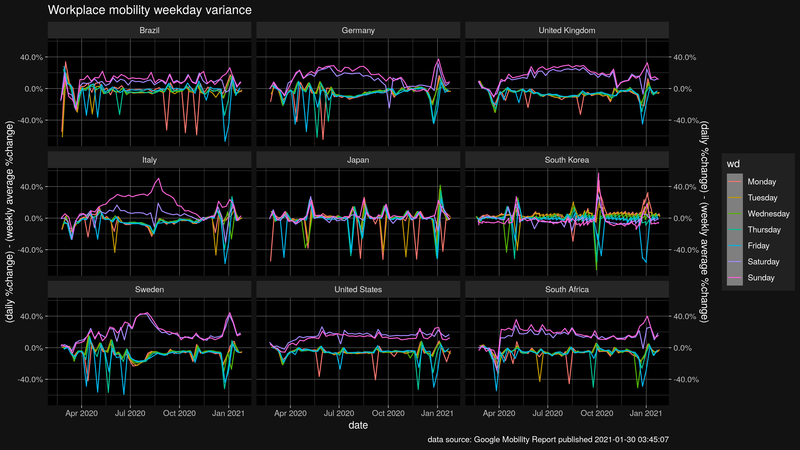 Workplace mobility weekday variance
Brazil
Germany
United Kingdom
40.0%
0.0%
-40.0%
40.0%
0.0%
-40.0%
Italy
Japan
South Korea
40.0%
0.0%
-40.0%
40.0%
0.0%
-40.0%
Sweden
United States
South Africa
40.0%
0.0%
-40.0%
40.0%
0.0%
-40.0%
Apr 2020 Jul 2020 Oct 2020 Jan 2021
Apr 2020 Jul 2020 Oct 2020 Jan 2021
Apr 2020 Jul 2020 Oct 2020 Jan 2021
date
(daily %change) - (weekly average %change)
(daily %change) - (weekly average %change)
wd
Monday
Tuesday
Wednesday
Thursday
Friday
Saturday
Sunday
data source: Google Mobility Report published 2021-01-30 03:45:07